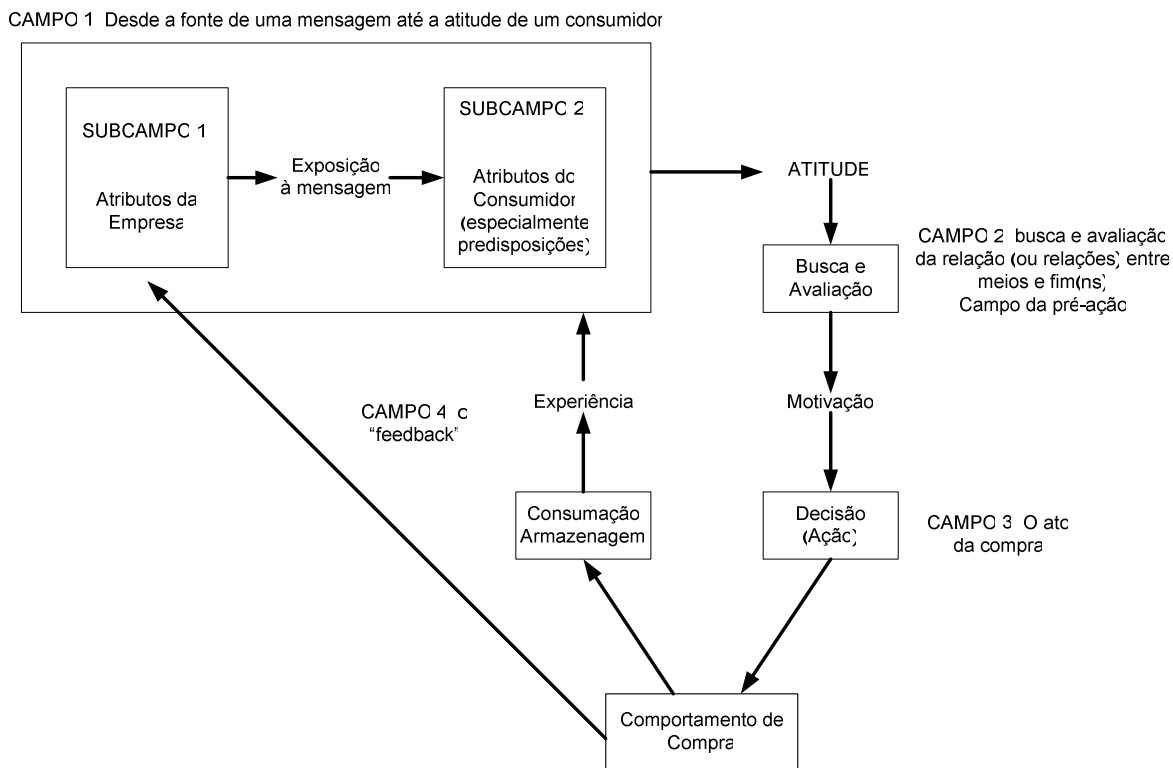 CAMPO 1 Desde a fonte de uma mensagem até a atitude de um consumidor
SUBCAMPO 1
Atributos da
Empresa
Exposição
à mensagem
SUBCAMPO 2
Atributos do
Consumidor
(especialmente
predisposições)
ATITUDE
Busca e
Avaliação
CAMPO 2 busca e avaliação
da relação (ou relações) entre
meios e fim(ns)
Campo da pré-ação
Motivação
Experiência
CAMPO 4 o
“feedback”
Consumação
Armazenagem
Decisão
(Ação)
CAMPO 3 O ato
da compra
Comportamento de
Compra